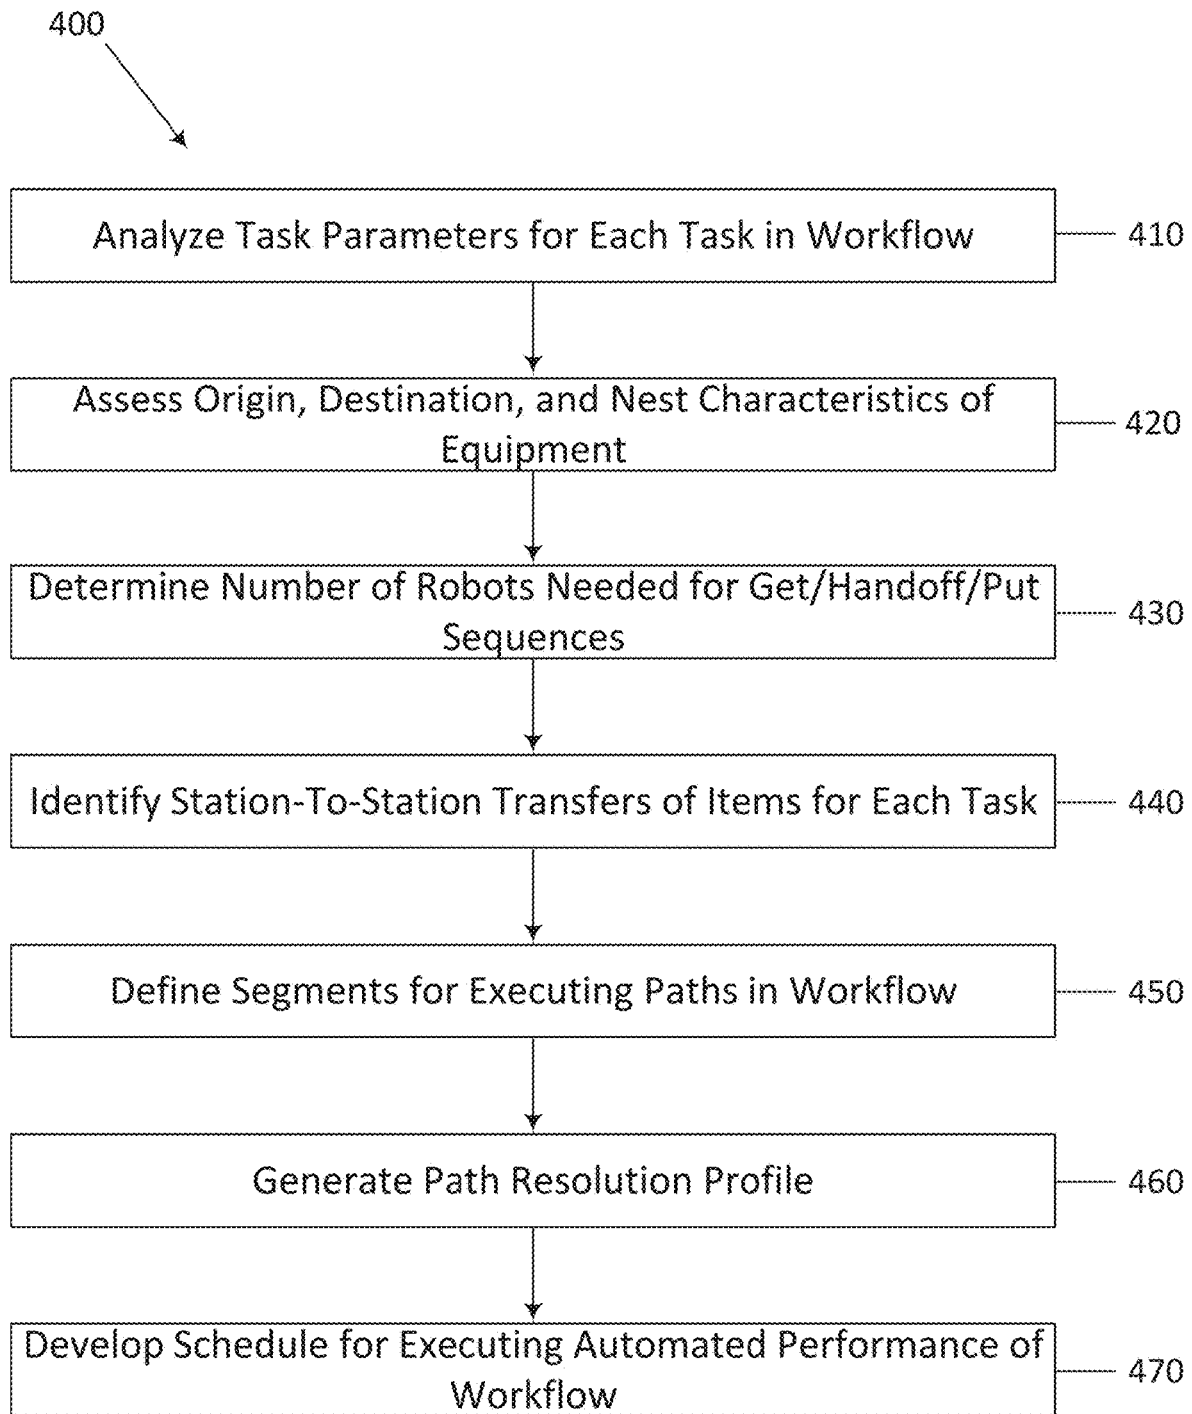 400
Analyze Task Parameters for Each Task in Workflow
410
Assess Origin, Destination, and Nest Characteristics of
Equipment
420
Determine Number of Robots Needed for Get/Handoff/Put
Sequences
430
Identify Station-To-Station Transfers of Items for Each Task
440
Define Segments for Executing Paths in Workflow
450
Generate Path Resolution Profile
460
Develop Schedule for Executing Automated Performance of
Workflow
470